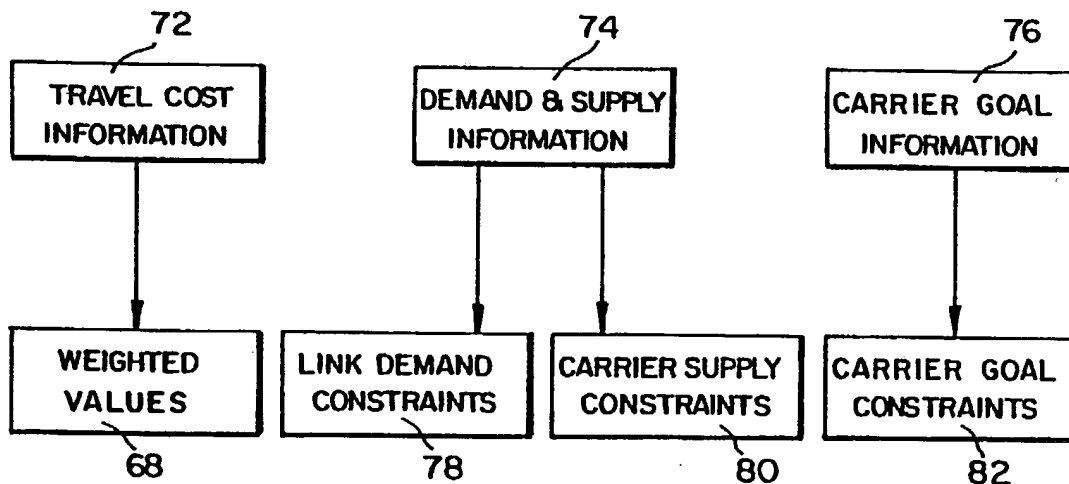 72
74
76
TRAVEL COST
INFORMATION
DEMAND & SUPPLY
INFORMATION
CARRIER GOAL
INFORMATION
WEIGHTED
VALUES
LINK DEMAND
CONSTRAINTS
CARRIER SUPPLY
CONSTRAINTS
CARRIER GOAL
CONSTRAINTS
68
78
80
82